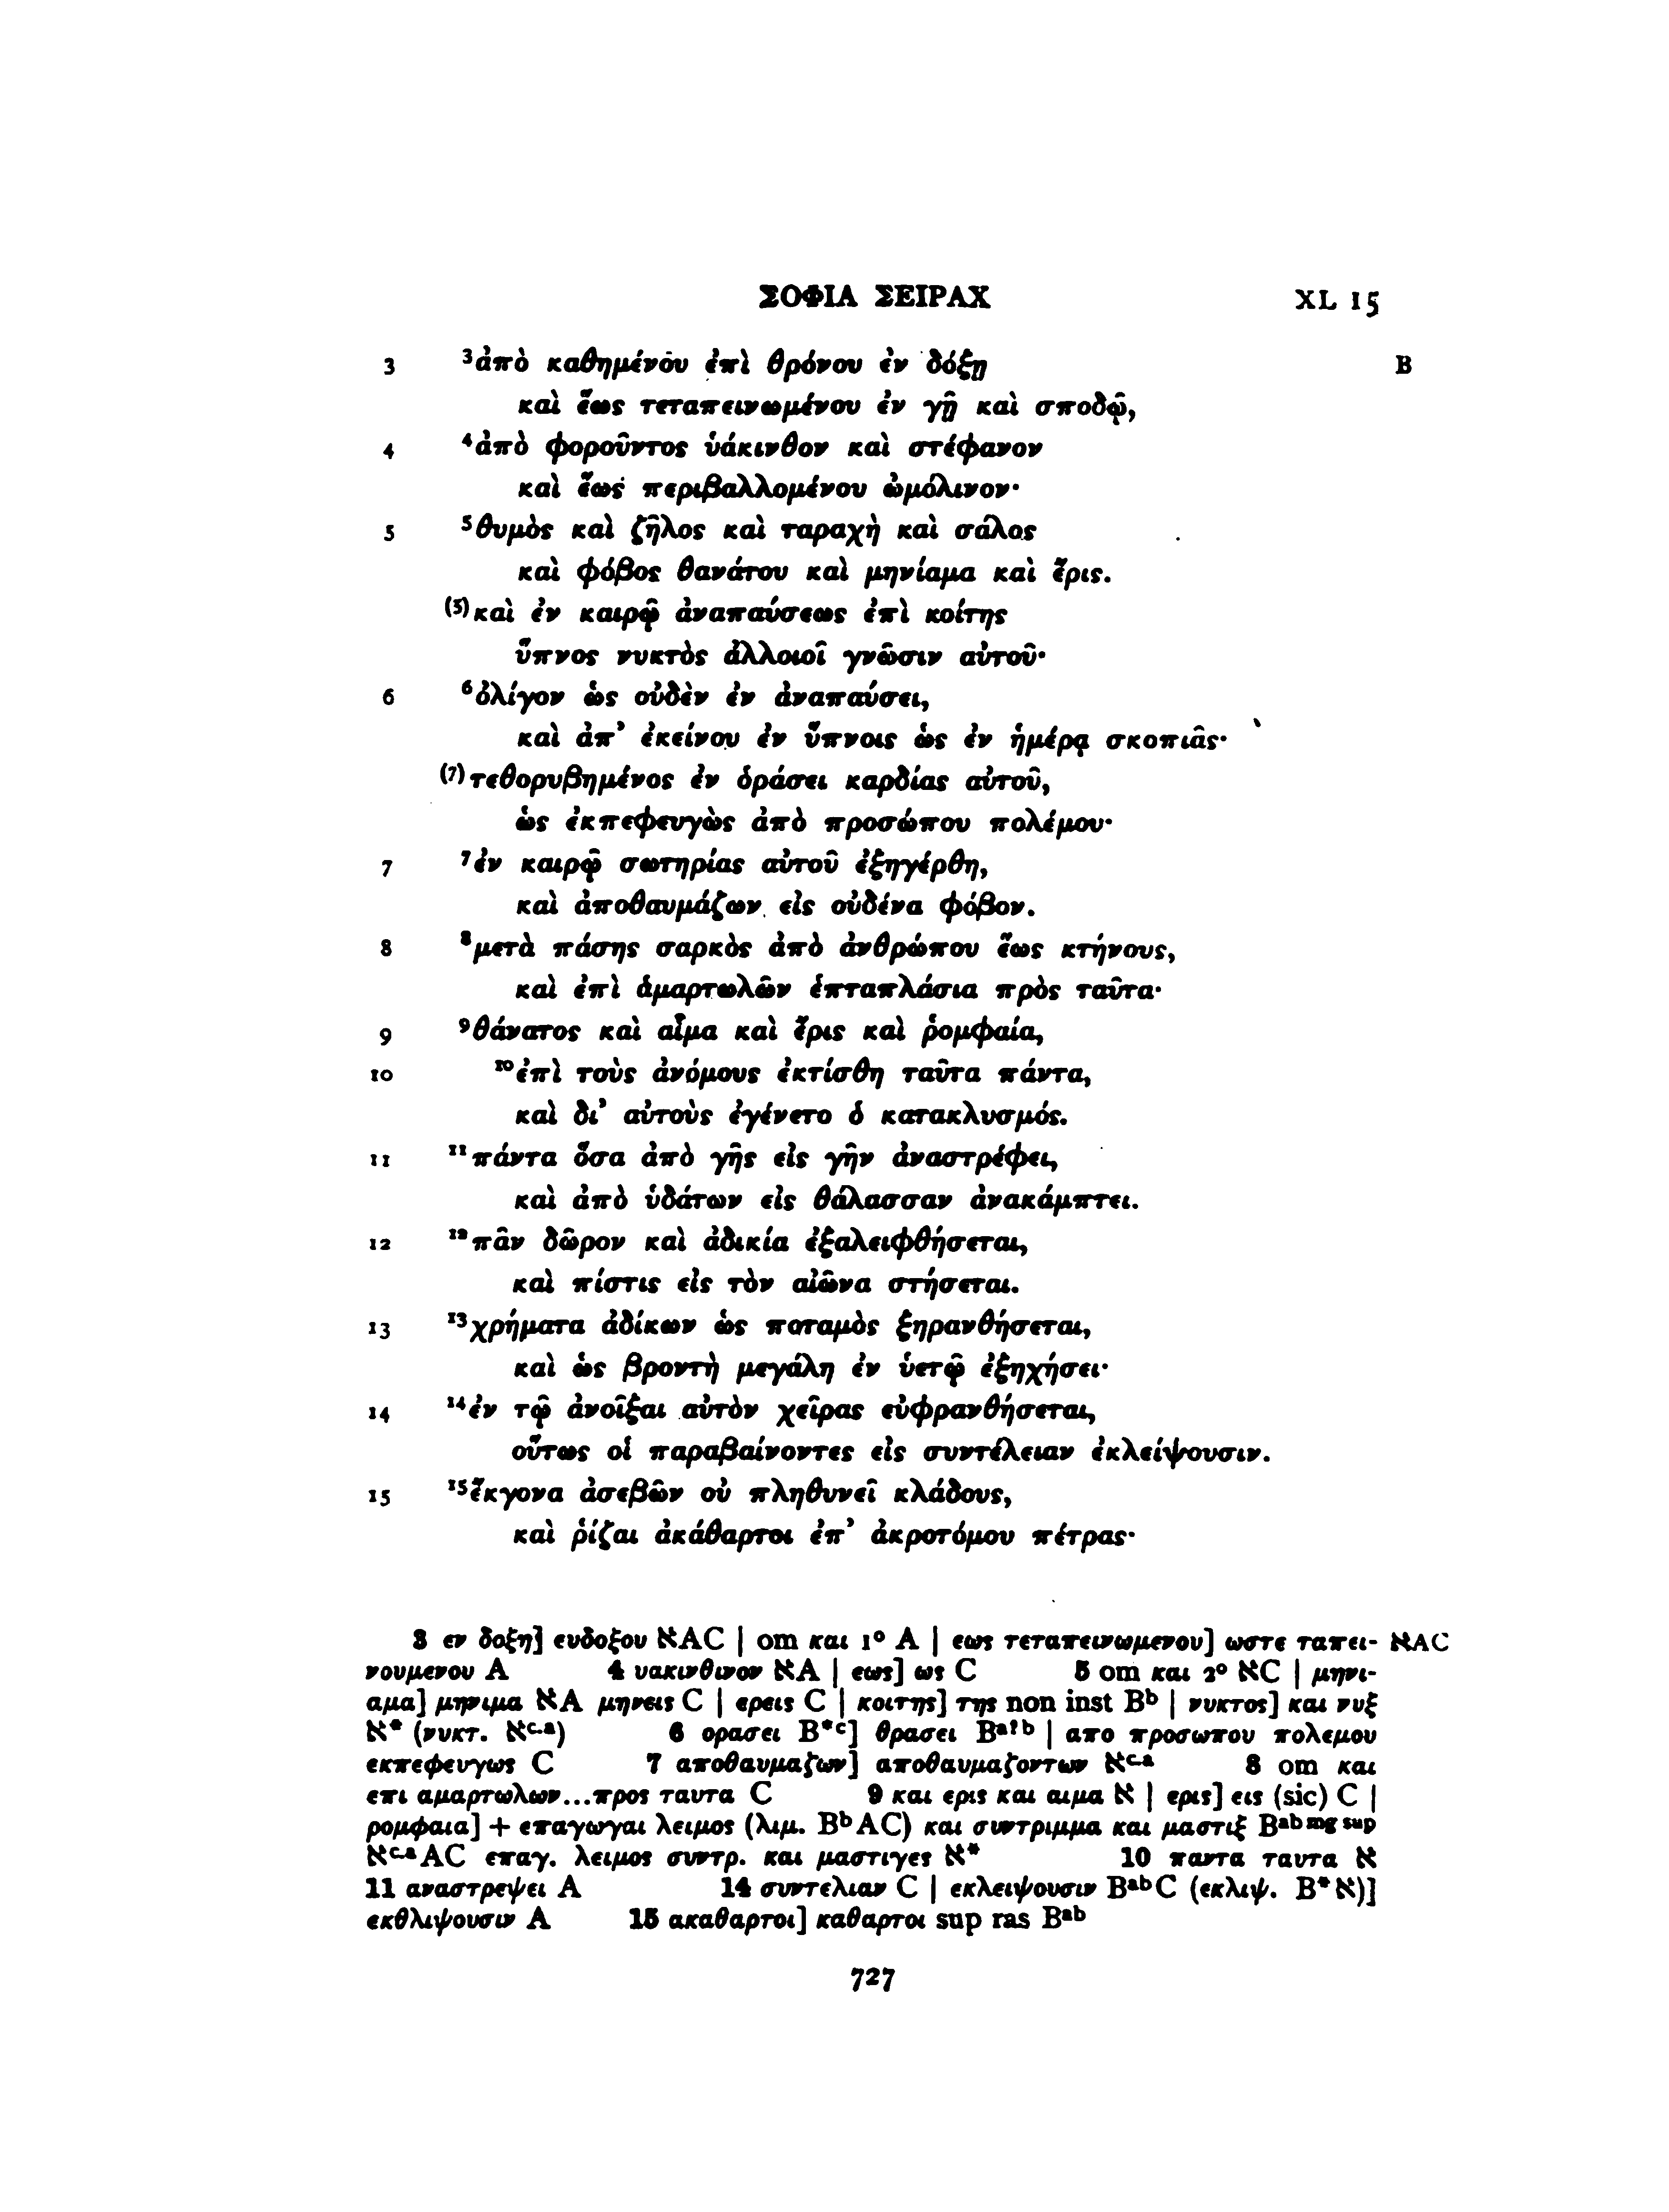 ΣΟΦΙΑ ΣΕΙΡΑΧ XL 15
3 ³ἀπὸ καθημένου ἐπὶ θρόνου ἐν δόξῃ B
καὶ ἕως τεταπεινωμένου ἐν γῇ καὶ σποδῷ,
4 ⁴ἀπὸ φοροῦντος ὑάκινθον καὶ στέφανον
καὶ ἕως περιβαλλομένου ὠμόλινον·
5 ⁵θυμὸς καὶ ζῆλος καὶ ταραχὴ καὶ σάλος
καὶ φόβος θανάτου καὶ μηνίαμα καὶ ἔρις.
(5) καὶ ἐν καιρῷ ἀναπαύσεως ἐπὶ κοίτης
ὕπνος νυκτὸς ἀλλοιοῖ γνῶσιν αὐτοῦ·
6 ⁶ὀλίγον ὡς οὐδὲν ἐν ἀναπαύσει,
καὶ ἀπ’ ἐκείνου ἐν ὕπνοις ὡς ἐν ἡμέρᾳ σκοπιᾶς·
(7) τεθορυβημένος ἐν ὁράσει καρδίας αὐτοῦ,
ὡς ἐκπεφευγὼς ἀπὸ προσώπου πολέμου·
7 ⁷ἐν καιρῷ σωτηρίας αὐτοῦ ἐξηγέρθη,
καὶ ἀποθαυμάζων εἰς οὐδένα φόβον.
8 ⁸μετὰ πάσης σαρκὸς ἀπὸ ἀνθρώπου ἕως κτήνους,
καὶ ἐπὶ ἁμαρτωλῶν ἑπταπλάσια πρὸς ταῦτα·
9 ⁹θάνατος καὶ αἷμα καὶ ἔρις καὶ ῥομφαία,
10 ¹⁰ἐπὶ τοὺς ἀνόμους ἐκτίσθη ταῦτα πάντα,
καὶ δι’ αὐτοὺς ἐγένετο ὁ κατακλυσμός.
11 ¹¹πάντα ὅσα ἀπὸ γῆς εἰς γῆν ἀναστρέφει,
καὶ ἀπὸ ὑδάτων εἰς θάλασσαν ἀνακάμπτει.
12 ¹²πᾶν δῶρον καὶ ἀδικία ἐξαλειφθήσεται,
καὶ πίστις εἰς τὸν αἰῶνα στήσεται.
13 ¹³χρήματα ἀδίκων ὡς ποταμὸς ξηρανθήσεται,
καὶ ὡς βροντὴ μεγάλη ἐν ὑετῷ ἐξηχήσει·
14 ¹⁴ἐν τῷ ἀνοῖξαι αὐτὸν χεῖρας εὐφρανθήσεται,
οὕτως οἱ παραβαίνοντες εἰς συντέλειαν ἐκλείψουσιν.
15 ¹⁵ἔκγονα ἀσεβῶν οὐ πληθυνεῖ κλάδους,
καὶ ῥίζαι ἀκάθαρτοι ἐπ’ ἀκροτόμου πέτρας·
3 εν δοξη] ευδοξου אAC | om και 1° A | εως τεταπεινωμενου] ωστε ταπει- אAC
νουμενου A 4 υακινθινον אA | εως] ως C 5 om και 2° אC | μηνι-
αμα] μηνιμα אA μηνεις C | ερεις C | κοιτης] της non inst Bᵇ | νυκτος] και νυξ
א* (νυκτ. אᶜ·ᵃ) 6 ορασει B*ᶜ] θρασει Bᵃ?ᵇ | απο προσωπου πολεμου
εκπεφευγως C 7 αποθαυμαζων] αποθαυμαζοντων אᶜ·ᵃ 8 om και
επι αμαρτωλων...προς ταυτα C 9 και ερις και αιμα א | ερις] εις (sic) C |
ρομφαια] + επαγωγαι λειμος (λιμ. BᵇAC) και συντριμμα και μαστιξ Bᵃᵇ ᵐᵍ ˢᵘᵖ
אᶜ·ᵃAC επαγ. λειμος συντρ. και μαστιγες א* 10 παντα ταυτα א
11 αναστρεψει A 14 συντελιαν C | εκλειψουσιν BᵃᵇC (εκλιψ. B*א)]
εκθλιψουσιν A 15 ακαθαρτοι] καθαρτοι sup ras Bᵃᵇ
727